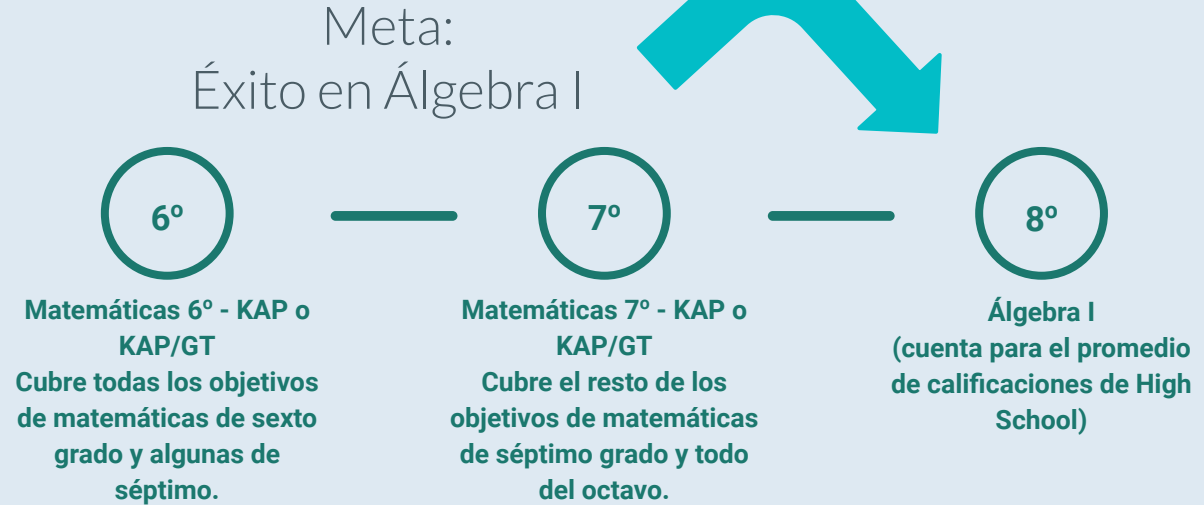 Meta:
Éxito en Álgebra I
6º
Matemáticas 6º - KAP o
KAP/GT
Cubre todas los objetivos
de matemáticas de sexto
grado y algunas de
séptimo.
7º
Matemáticas 7º - KAP o
KAP/GT
Cubre el resto de los
objetivos de matemáticas
de séptimo grado y todo
del octavo.
8º
Álgebra I
(cuenta para el promedio
de calificaciones de High
School)